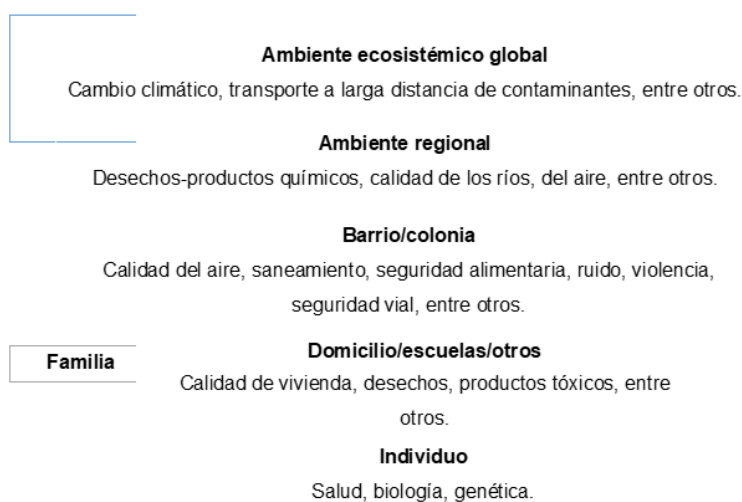 Ambiente ecosistémico global
Cambio climático, transporte a larga distancia de contaminantes, entre otros.
Ambiente regional
Desechos-productos químicos, calidad de los ríos, del aire, entre otros.
Barrio/colonia
Calidad del aire, saneamiento, seguridad alimentaria, ruido, violencia,
seguridad vial, entre otros.
Familia
Domicilio/escuelas/otros
Calidad de vivienda, desechos, productos tóxicos, entre
otros.
Individuo
Salud, biología, genética.